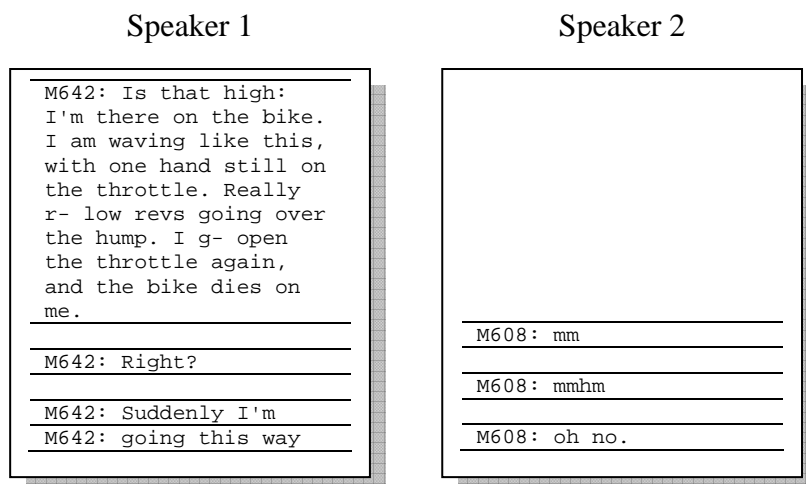 Speaker 1
M642: Is that high:
I'm there on the bike.
I am waving like this,
with one hand still on
the throttle. Really
r- low revs going over
the hump. I g- open
the throttle again,
and the bike dies on
me.
M642: Right?
M642: Suddenly I'm
M642: going this way
Speaker 2
M608: mm
M608: mmhm
M608: oh no.